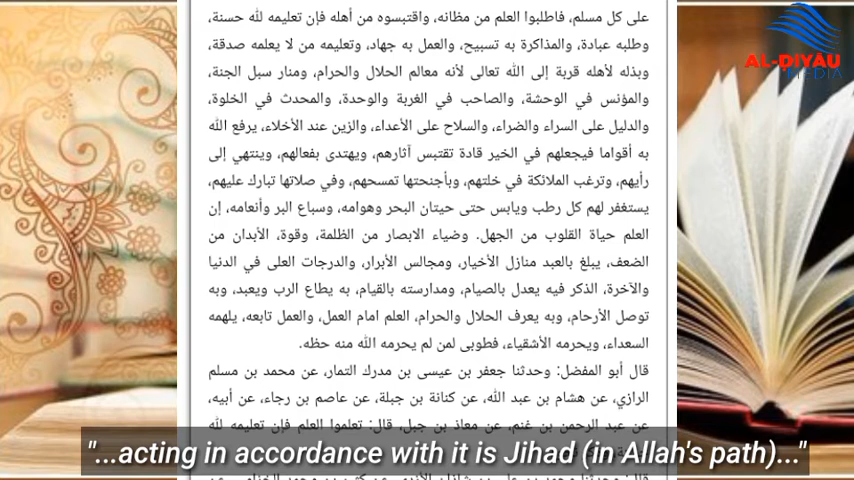 على كل مسلم، فاطلبوا العلم من مظانه، واقتبسوه من أهله فإن تعليمه لله حسنة،
وطلبه عبادة، والمذاكرة به تسبيح، والعمل به جهاد، وتعليمه من لا يعلمه صدقة،
وبذله لأهله قربة إلى الله تعالى لأنه معالم الحلال والحرام، ومنار سبل الجنة،
والمؤنس في الوحشة، والصاحب في الغربة والوحدة، والمحدث في الخلوة،
والدليل على السراء والضراء، والسلاح على الأعداء، والزين عند الأخلاء، يرفع الله
به أقواما فيجعلهم في الخير قادة تقتبس آثارهم، ويهتدى بفعالهم، وينتهي إلى
رأيهم، وترغب الملائكة في خلتهم، وبأجنحتها تمسحهم، وفي صلاتها تبارك عليهم،
يستغفر لهم كل رطب ويابس حتى حيتان البحر وهوامه، وسباع البر وأنعامه، إن
العلم حياة القلوب من الجهل. وضياء الابصار من الظلمة، وقوة، الأبدان من
الضعف، يبلغ بالعبد منازل الأخيار، ومجالس الأبرار، والدرجات العلى في الدنيا
والآخرة، الذكر فيه يعدل بالصيام، ومدارسته بالقيام، به يطاع الرب ويعبد، وبه
توصل الأرحام، وبه يعرف الحلال والحرام، العلم امام العمل، والعمل تابعه، يلهمه
السعداء، ويحرمه الأشقياء، فطوبى لمن لم يحرمه الله منه حظه.
قال أبو المفضل: وحدثنا جعفر بن عيسى بن مدرك التمار، عن محمد بن مسلم
الرازي، عن هشام بن عبد الله، عن كنانة بن جبلة، عن عاصم بن رجاء، عن أبيه،
عن عبد الرحمن بن غنم، عن معاذ بن جبل، قال: تعلموا العلم فإن تعليمه لله
"...acting in accordance with it is Jihad (in Allah's path)..."
AL-ḌIYĀU
MEDIA